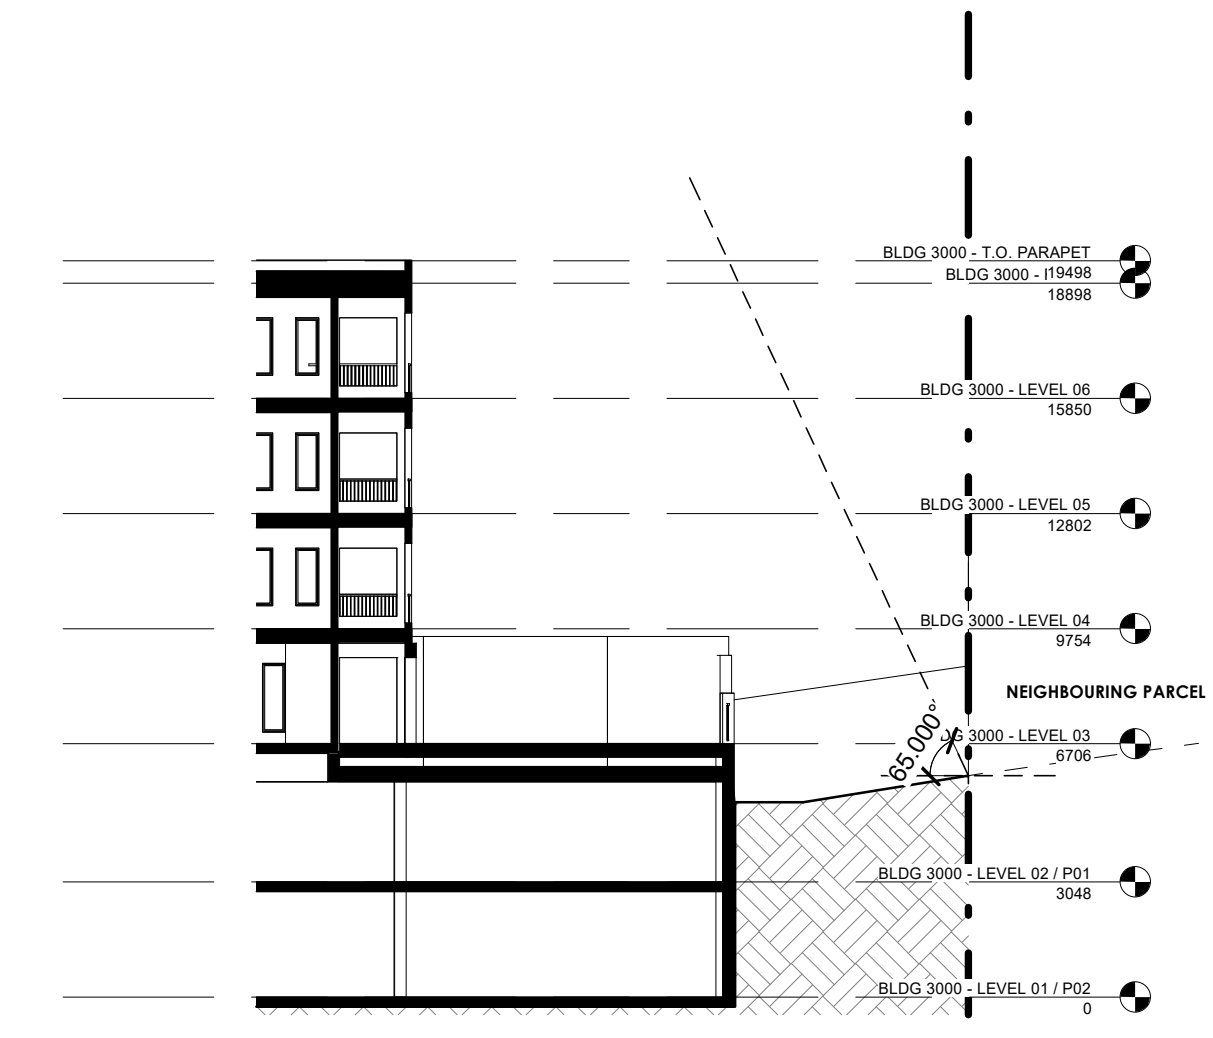 BLDG 3000 - T.O. PARAPET
19498
BLDG 3000 -
18898
BLDG 3000 - LEVEL 06
15850
BLDG 3000 - LEVEL 05
12802
BLDG 3000 - LEVEL 04
9754
NEIGHBOURING PARCEL
65.000°
DG 3000 - LEVEL 03
6706
BLDG 3000 - LEVEL 02 / P01
3048
BLDG 3000 - LEVEL 01 / P02
0